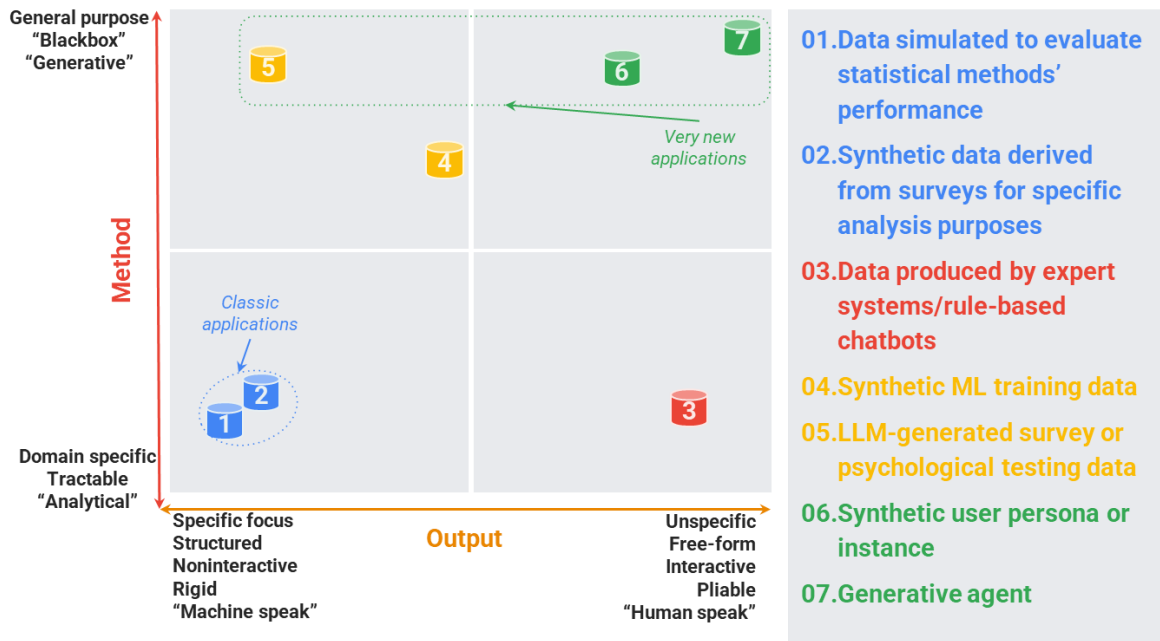 General purpose
“Blackbox”
“Generative”
5
6
7
Very new
applications
4
Method
Classic
applications
1
2
3
Domain specific
Tractable
“Analytical”
Specific focus
Structured
Noninteractive
Rigid
“Machine speak”
Output
Unspecific
Free-form
Interactive
Pliable
“Human speak”
01.Data simulated to evaluate
statistical methods’
performance
02.Synthetic data derived
from surveys for specific
analysis purposes
03.Data produced by expert
systems/rule-based
chatbots
04.Synthetic ML training data
05.LLM-generated survey or
psychological testing data
06.Synthetic user persona or
instance
07.Generative agent